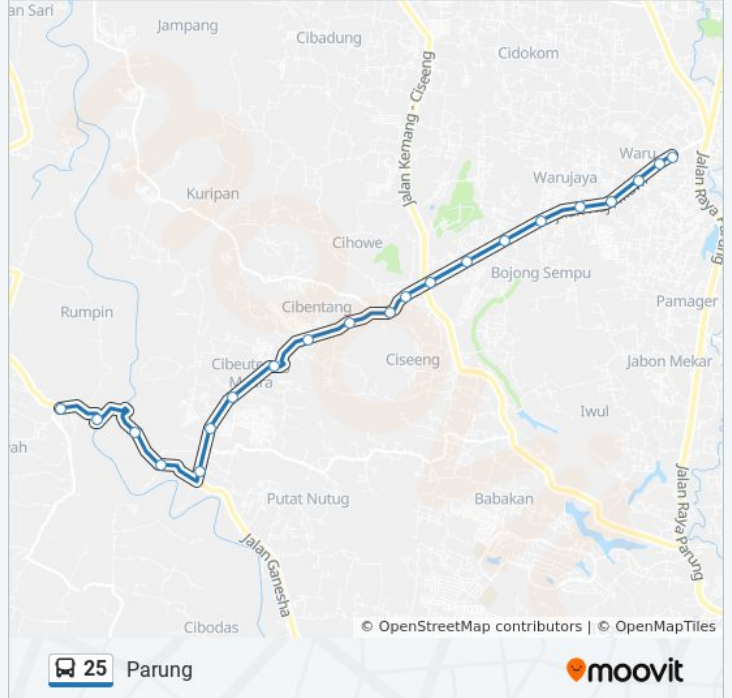 an Sari
Jampang
Cibadung
Cidokom
Jalan Kemang - Ciseeng
Waru
Warujaya
Jalan Raya Parung
Kuripan
Cihowe
Bojong Sempu
Rumpin
Cibentang
Pamager
Cibeute
Muara
Ciseeng
Jabon Mekar
Iwul
ah
Putat Nutug
Babakan
Jalan Raya Parung
Jalan Ganesha
Cibodas
© OpenStreetMap contributors | © OpenMapTiles
25 Parung
moovit